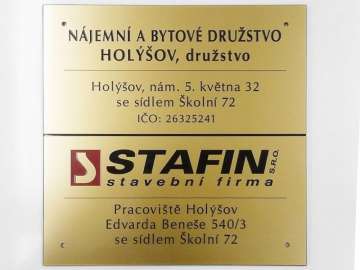 NÁJEMNÍ A BYTOVÉ DRUŽSTVO
HOLÝŠOV, družstvo
Holýšov, nám. 5. května 32
se sídlem Školní 72
IČO: 26325241
STAFIN S.R.O.
stavební firma
Pracoviště Holýšov
Edvarda Beneše 540/3
se sídlem Školní 72